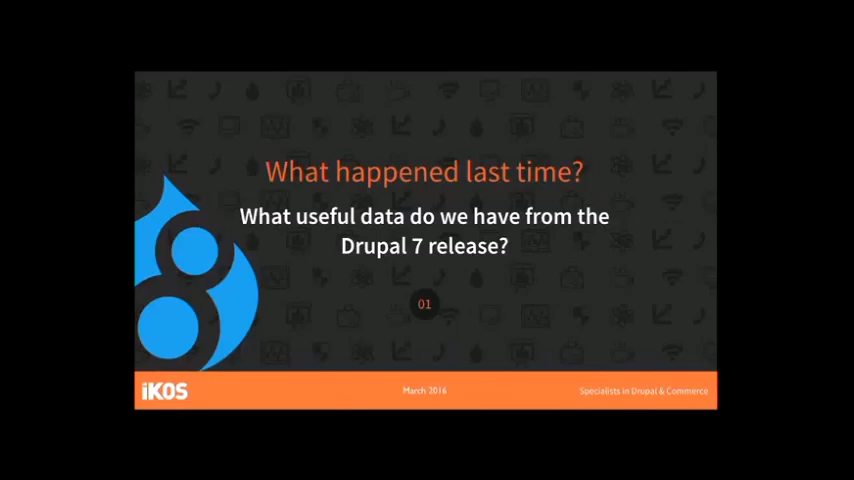 What happened last time?
What useful data do we have from the
Drupal 7 release?
01
iKOS
March 2016
Specialists in Drupal & Commerce